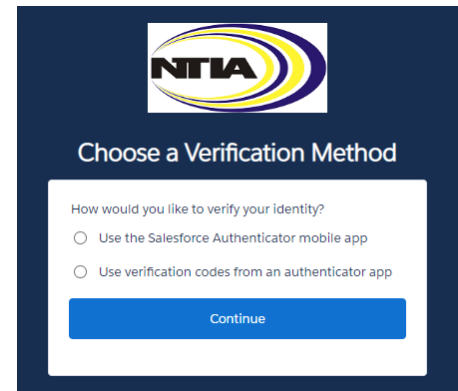 NTIA
Choose a Verification Method
How would you like to verify your identity?
Use the Salesforce Authenticator mobile app
Use verification codes from an authenticator app
Continue